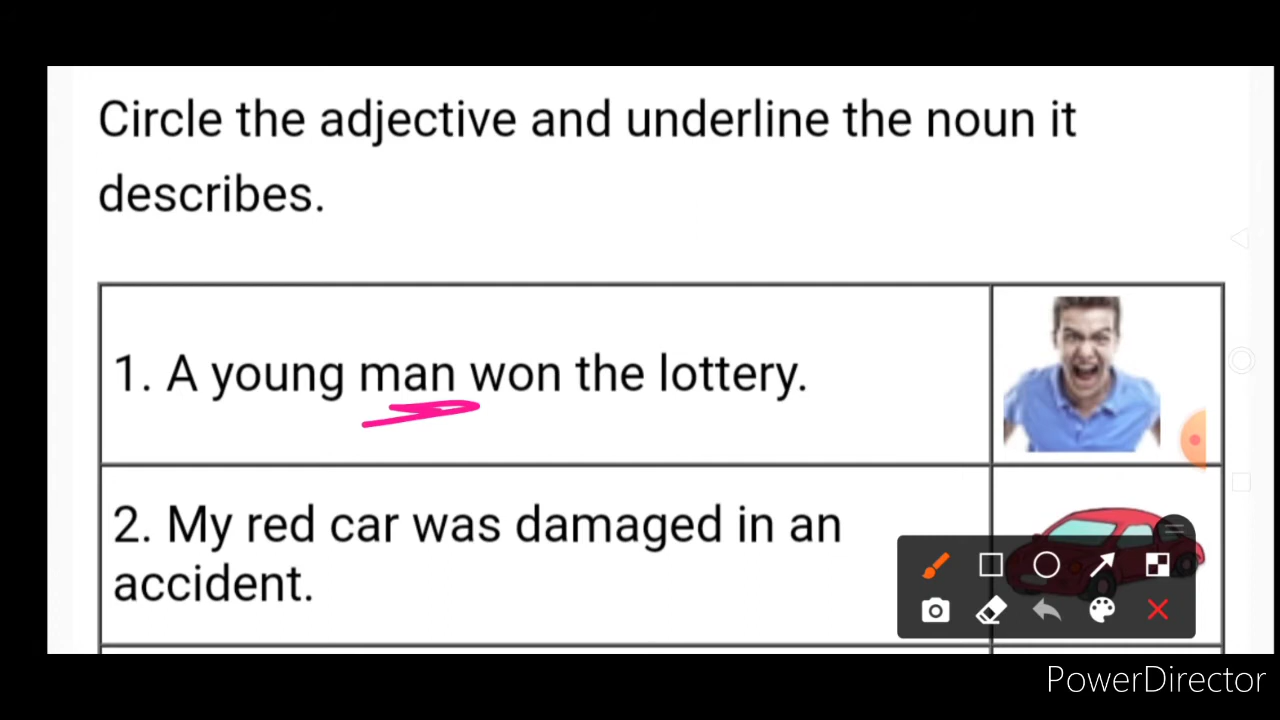 Circle the adjective and underline the noun it
describes.
1. A young man won the lottery.
2. My red car was damaged in an
accident.
PowerDirector